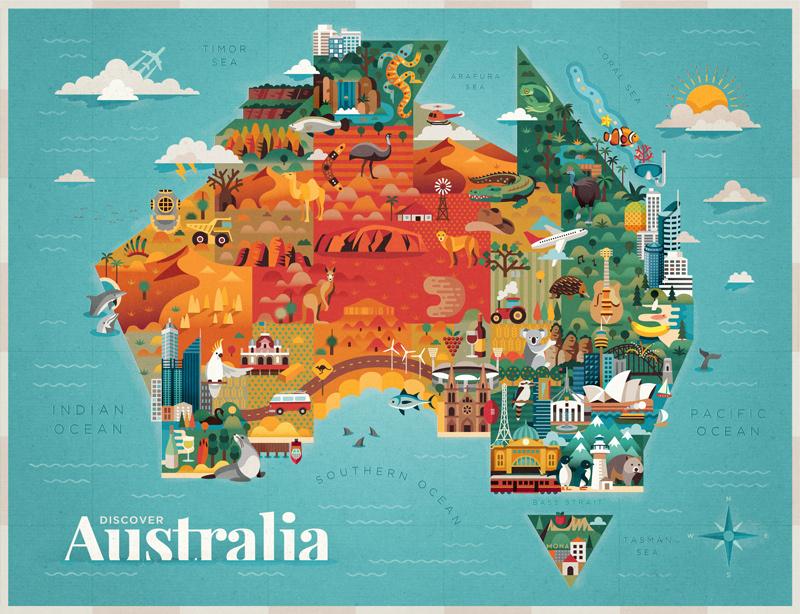 TIMOR
SEA
ARAFURA
SEA
CORAL SEA
INDIAN
OCEAN
PACIFIC
OCEAN
SOUTHERN OCEAN
BASS STRAIT
MONA
TASMAN
SEA
N
W
E
S
DISCOVER
Australia